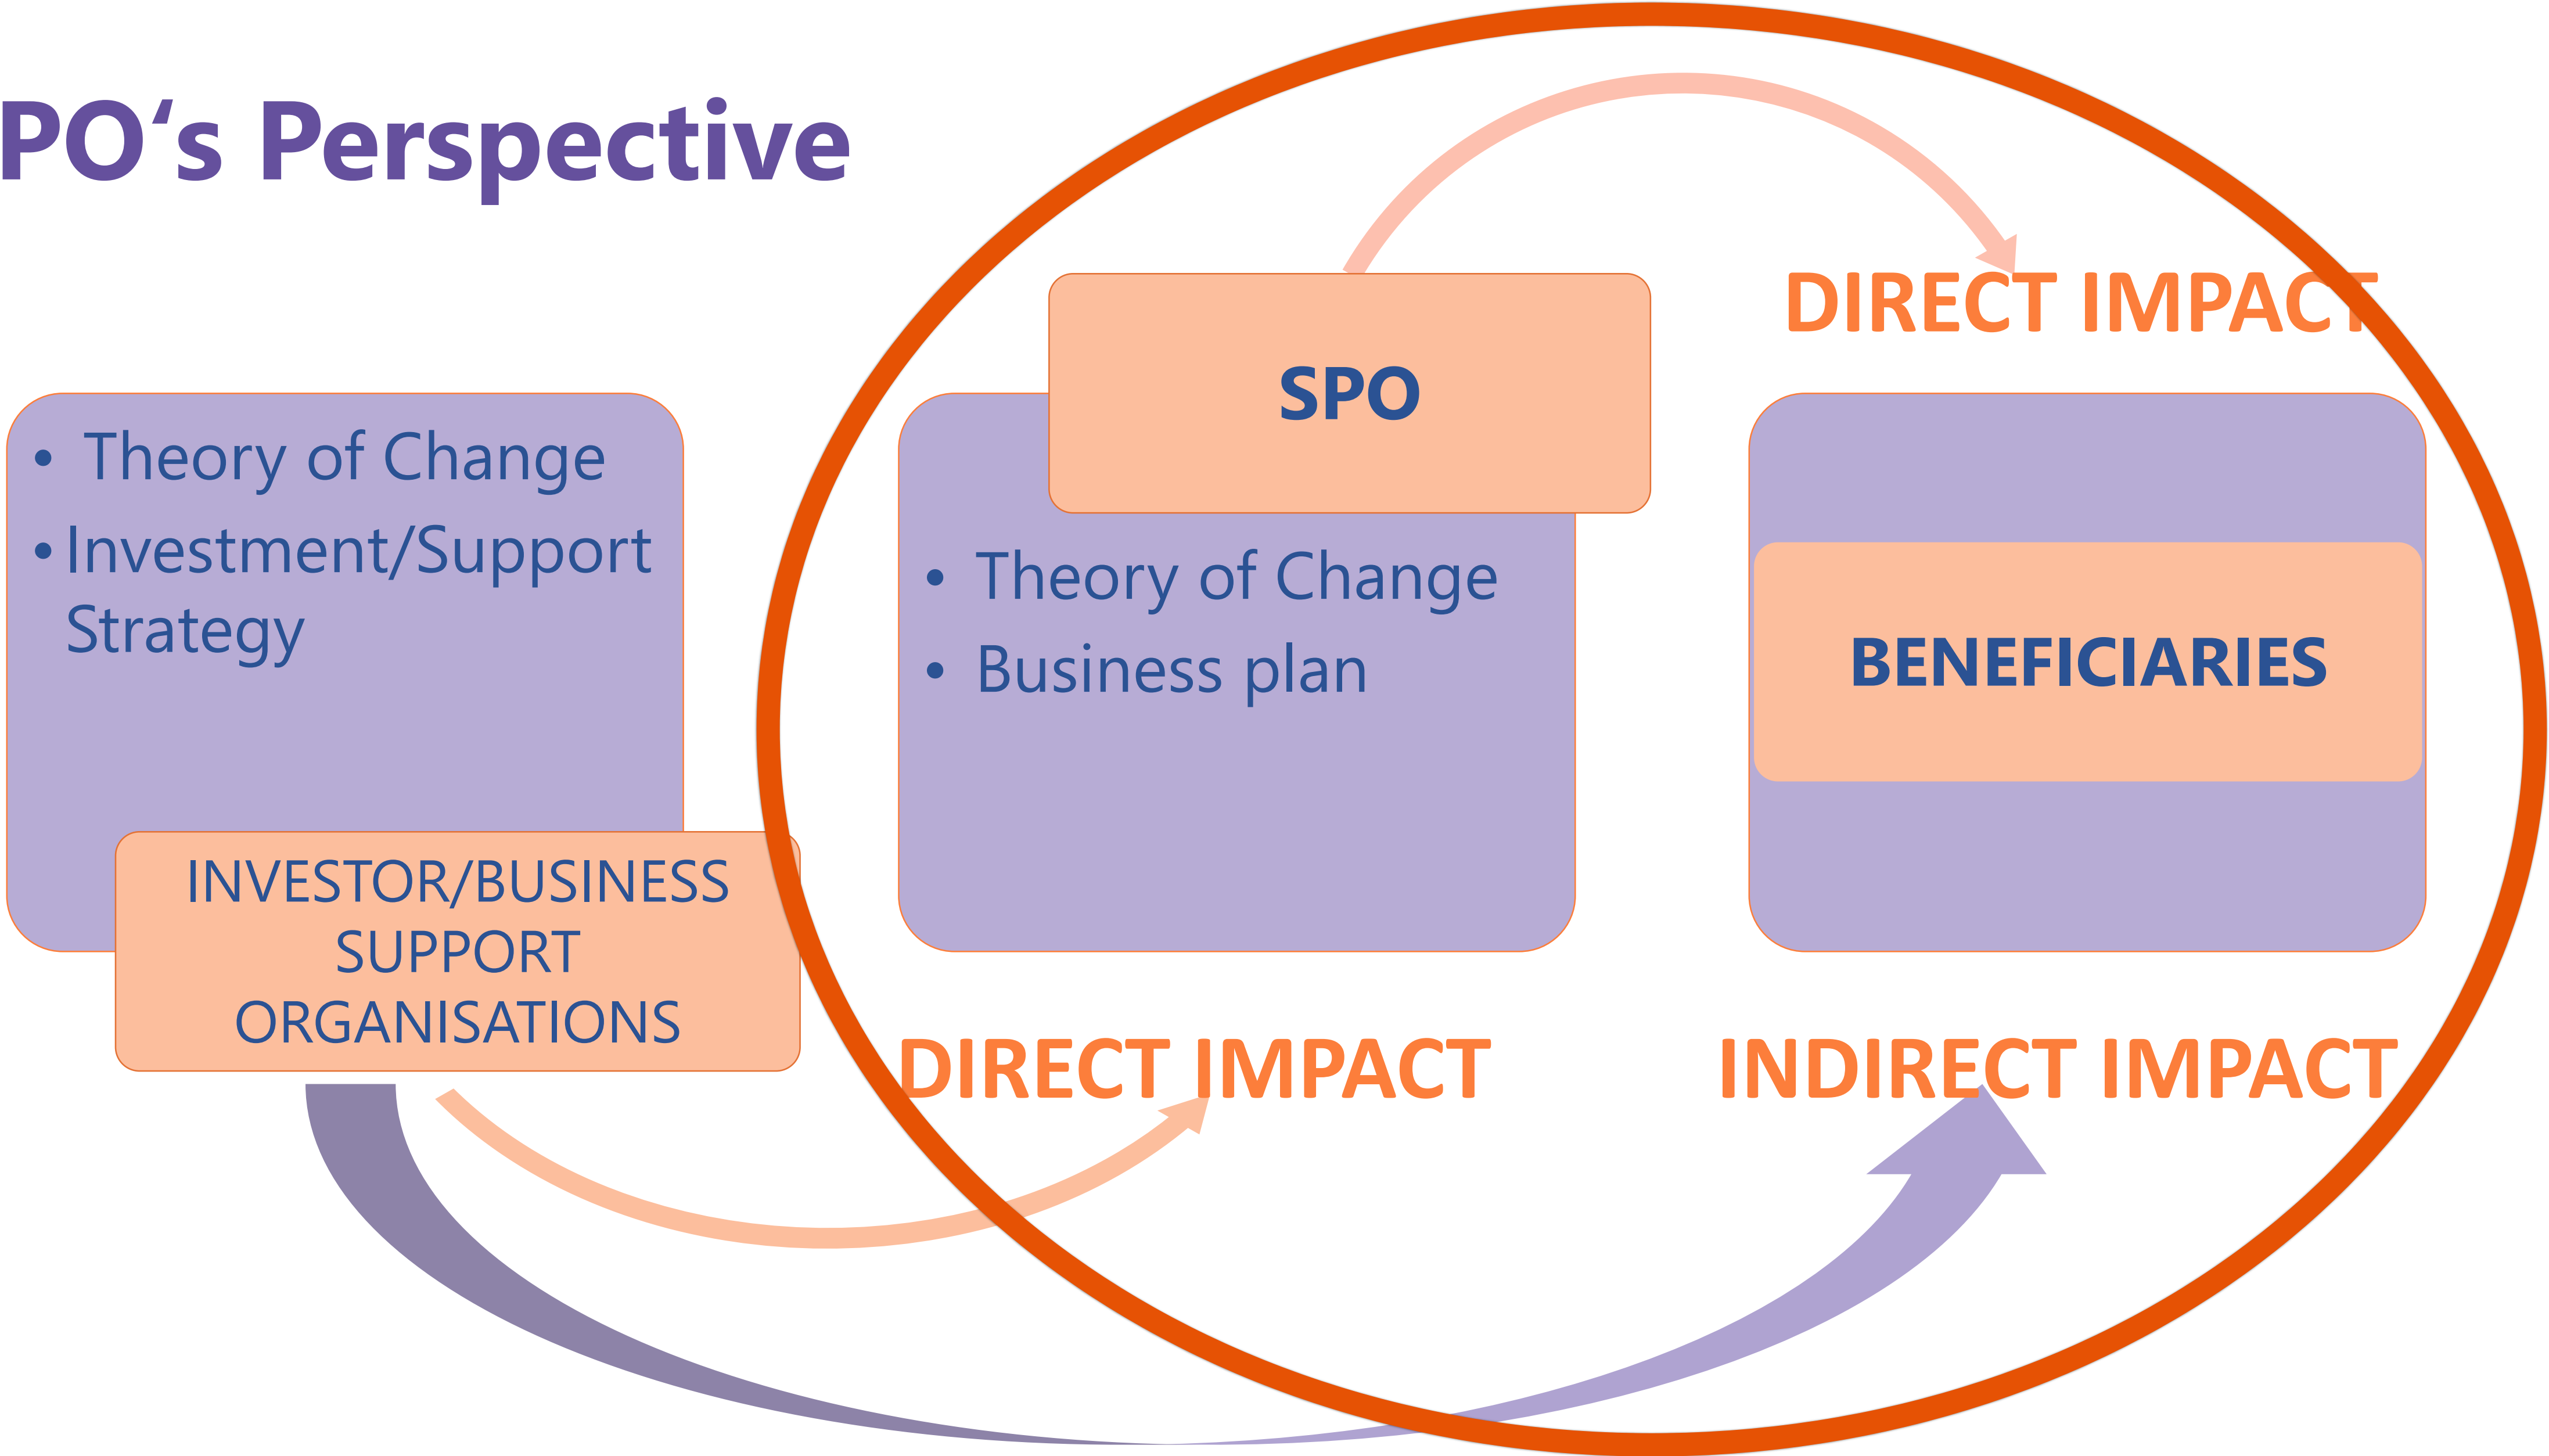 PO‘s Perspective
DIRECT IMPACT
SPO
• Theory of Change
• Investment/Support
Strategy
• Theory of Change
• Business plan
BENEFICIARIES
INVESTOR/BUSINESS
SUPPORT
ORGANISATIONS
DIRECT IMPACT
INDIRECT IMPACT